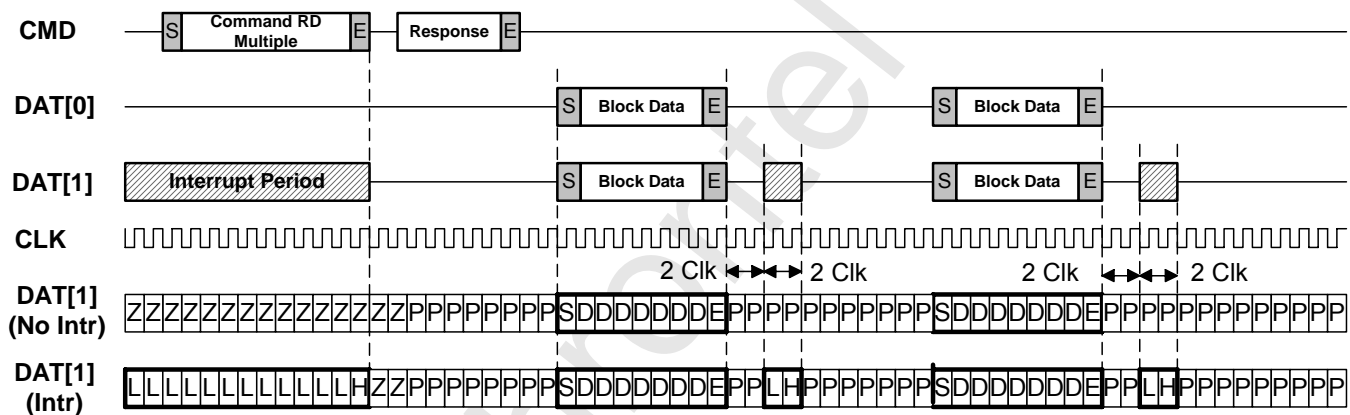 CMD S Command RD Multiple E Response E
DAT[0] S Block Data E S Block Data E
DAT[1] Interrupt Period S Block Data E S Block Data E
CLK
2 Clk 2 Clk 2 Clk 2 Clk
DAT[1]
(No Intr)
ZZZZZZZZZZZZZZZPPPPPPPPSDDDDDDDEPPPPPPPPPPPSDDDDDDDEPPPPPPPPPPPPP
DAT[1]
(Intr)
LLLLLLLLLLLLHZZPPPPPPPPSDDDDDDDEPPLHPPPPPPPSDDDDDDDEPPLHPPPPPPPPP